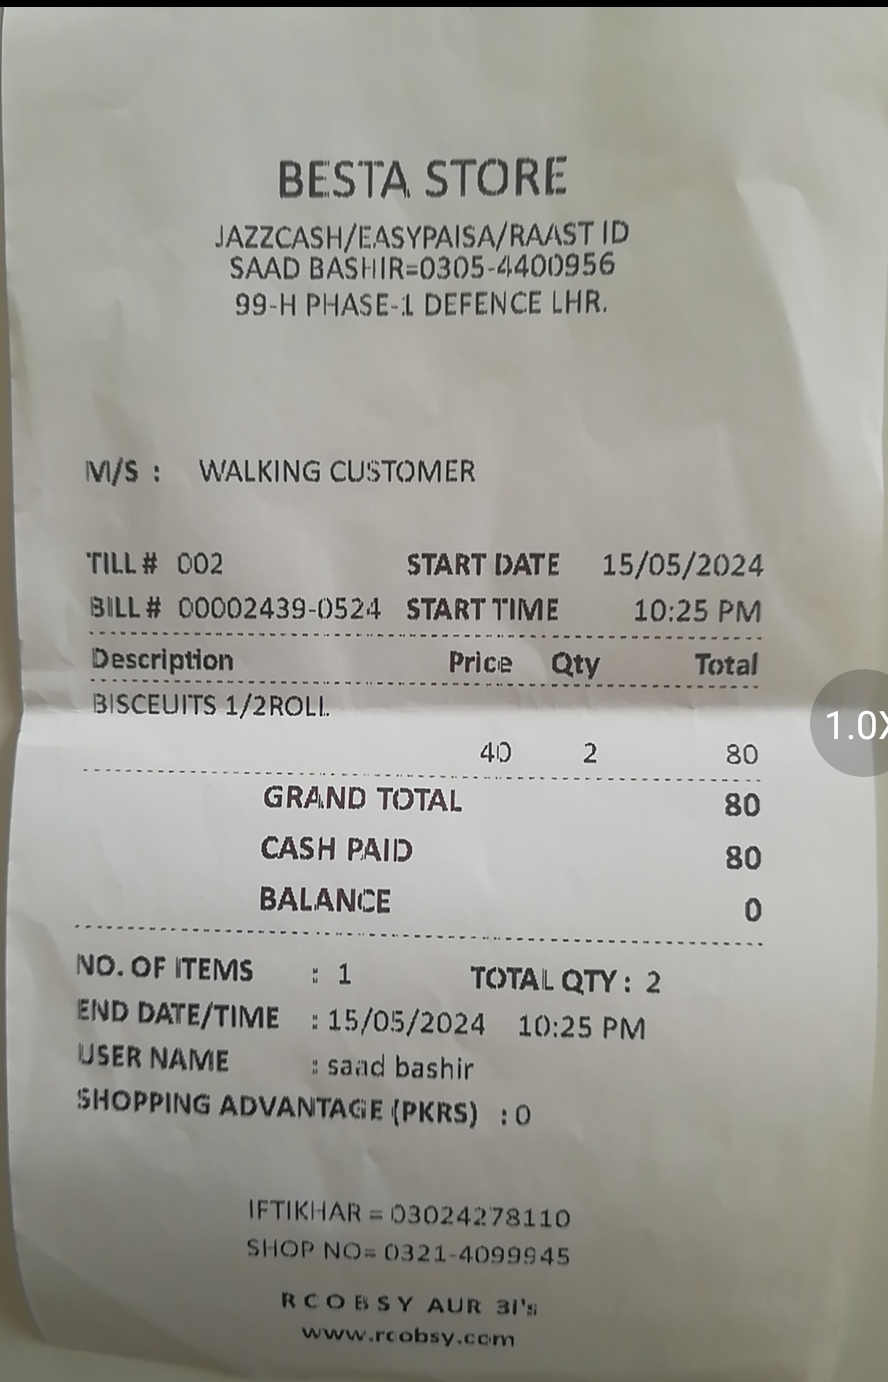 BESTA STORE
JAZZCASH/EASYPAISA/RAAST ID
SAAD BASHIR=0305-4400956
99-H PHASE-1 DEFENCE LHR.
M/S : WALKING CUSTOMER
TILL # 002 START DATE 15/05/2024
BILL # 00002439-0524 START TIME 10:25 PM
Description Price Qty Total
BISCEUITS 1/2ROLL
40 2 80
GRAND TOTAL 80
CASH PAID 80
BALANCE 0
NO. OF ITEMS : 1 TOTAL QTY : 2
END DATE/TIME : 15/05/2024 10:25 PM
USER NAME : saad bashir
SHOPPING ADVANTAGE (PKRS) : 0
IFTIKHAR = 03024278110
SHOP NO= 0321-4099945
R C O B S Y AUR 3I's
www.rcobsy.com
1.0X